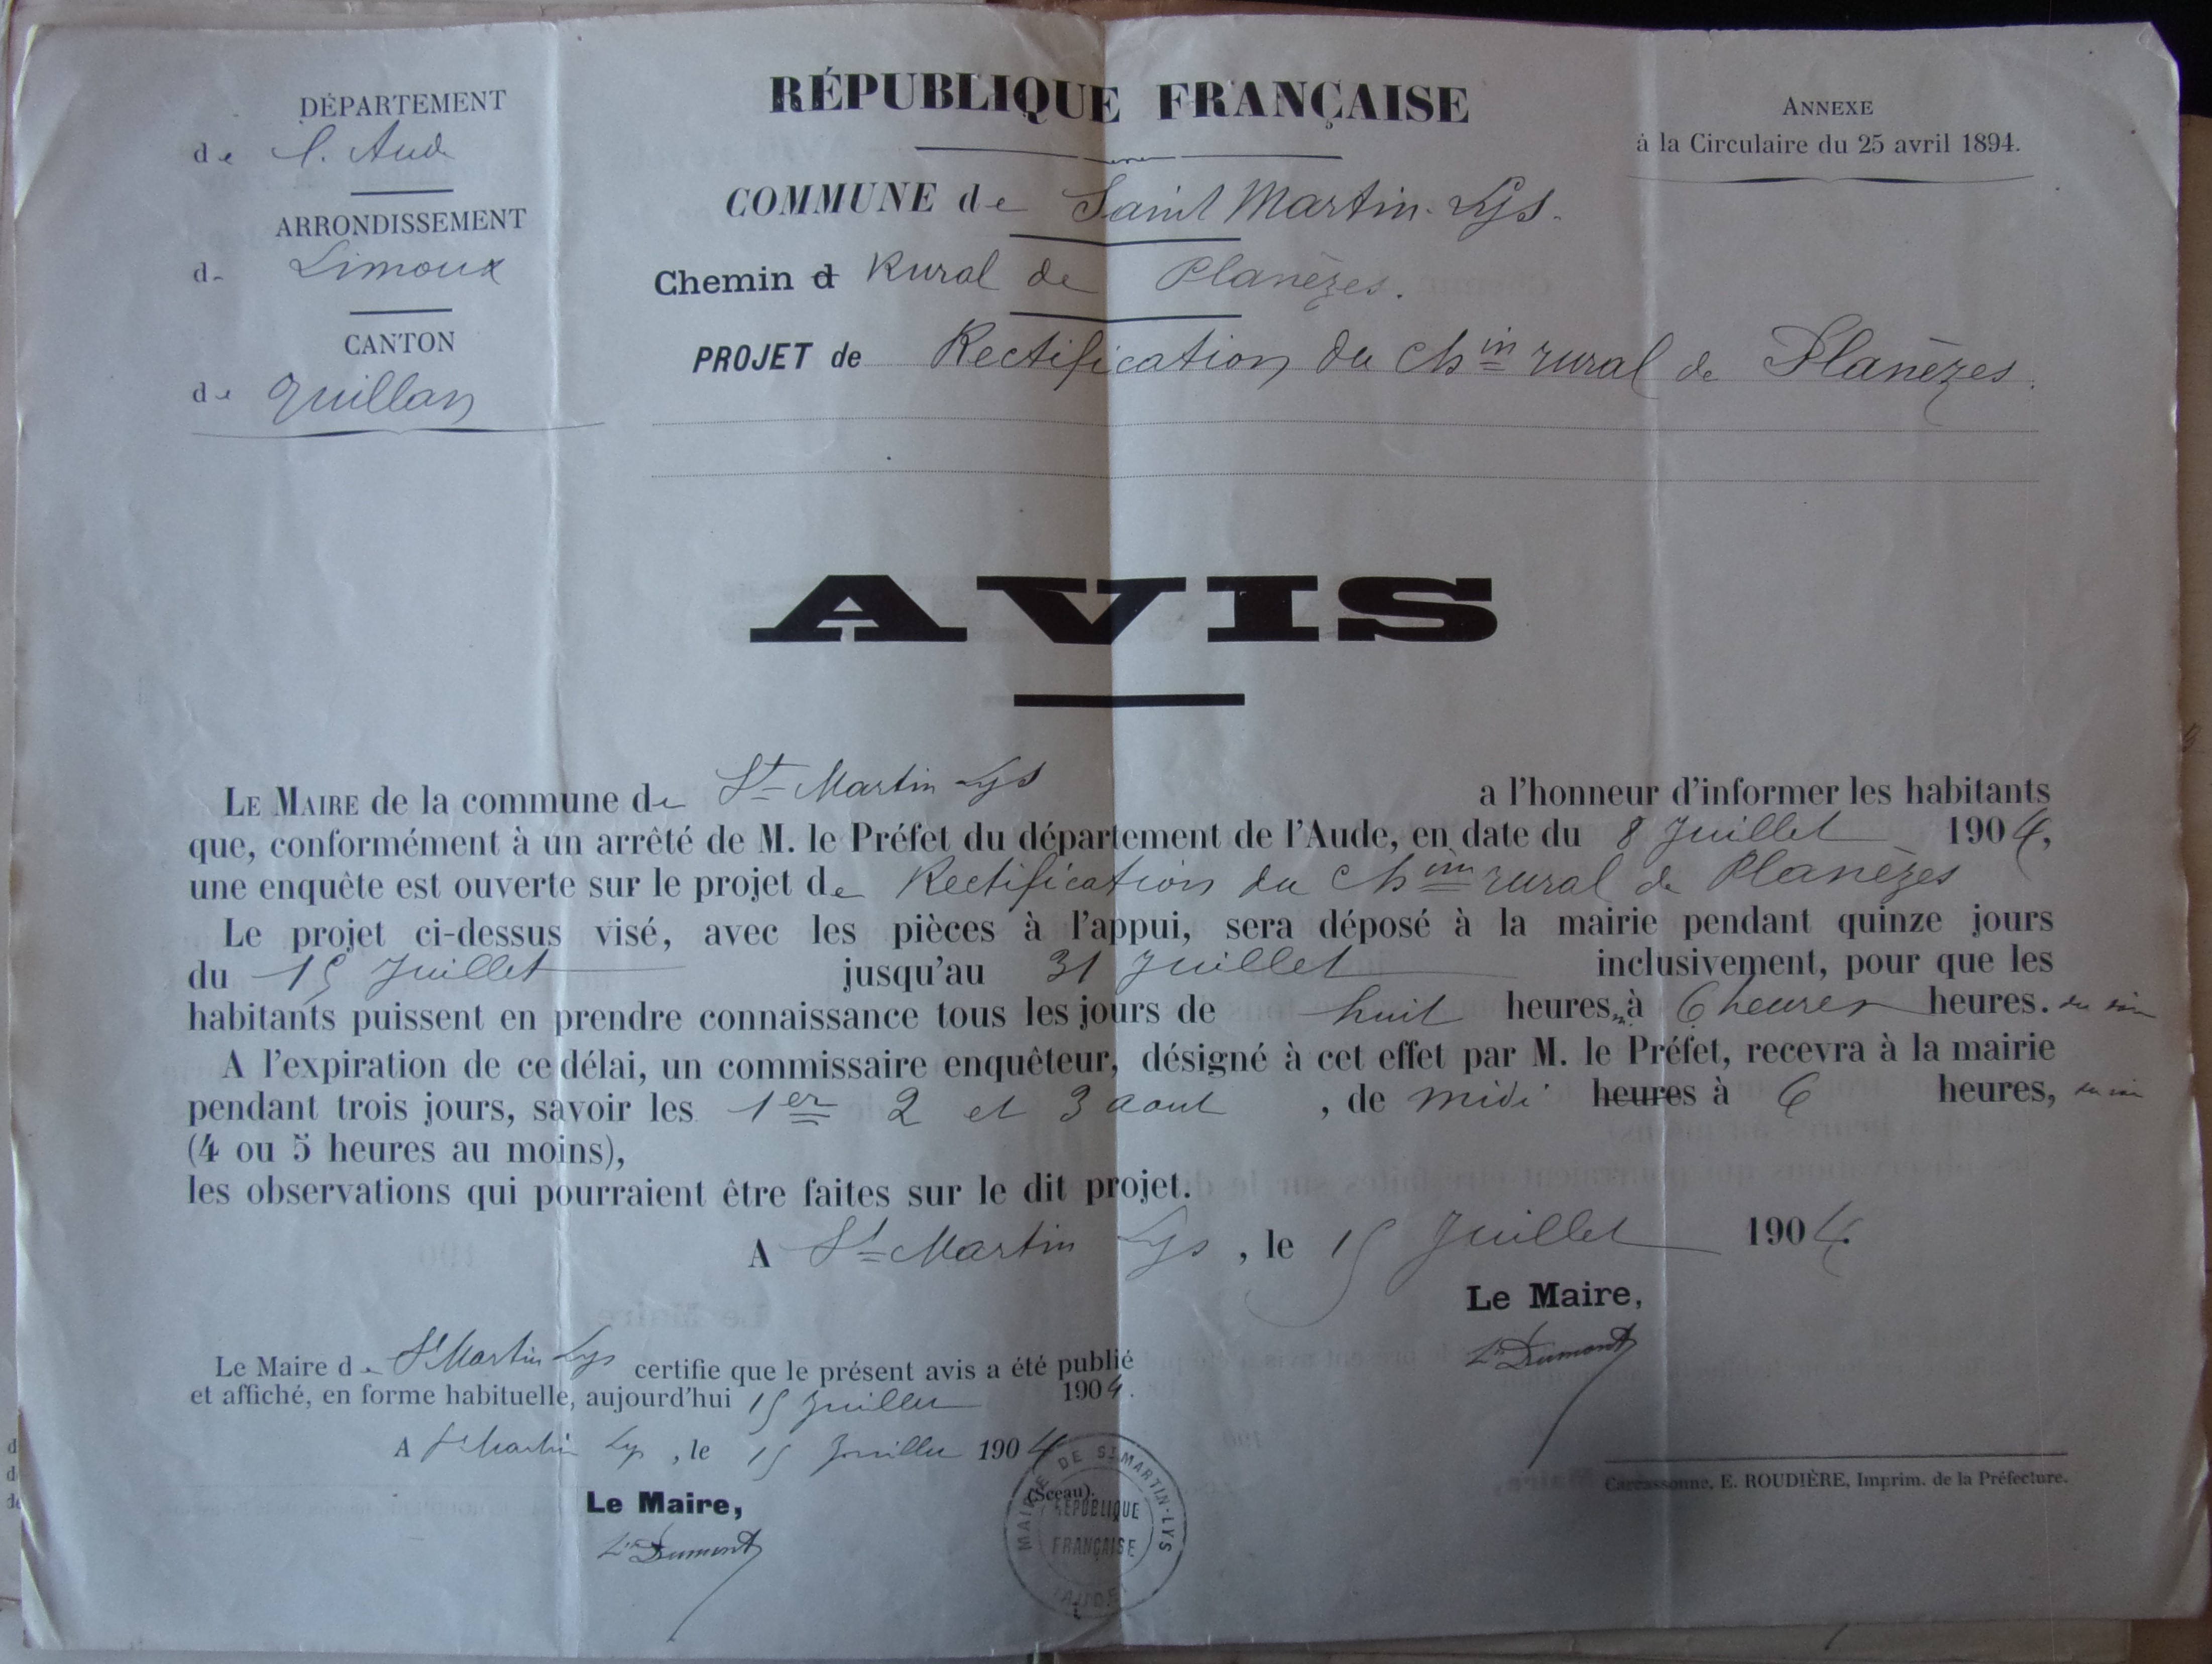 DÉPARTEMENT
de l'Aude
ARRONDISSEMENT
de Limoux
CANTON
de Quillan
RÉPUBLIQUE FRANÇAISE
ANNEXE
à la Circulaire du 25 avril 1894.
COMMUNE de Saint Martin-Lys.
Chemin d Rural de Planèzes.
PROJET de Rectification du chin rural de Planèzes.
AVIS
LE MAIRE de la commune de St Martin Lys a l'honneur d'informer les habitants
que, conformément à un arrêté de M. le Préfet du département de l'Aude, en date du 8 Juillet 1904,
une enquête est ouverte sur le projet de Rectification du chin rural de Planèzes
Le projet ci-dessus visé, avec les pièces à l'appui, sera déposé à la mairie pendant quinze jours
du 15 Juillet jusqu'au 31 Juillet inclusivement, pour que les
habitants puissent en prendre connaissance tous les jours de huit heures à 6 heures heures. du soir
A l'expiration de ce délai, un commissaire enquêteur, désigné à cet effet par M. le Préfet, recevra à la mairie
pendant trois jours, savoir les 1er 2 et 3 aout , de midi heures à 6 heures, du soir
(4 ou 5 heures au moins),
les observations qui pourraient être faites sur le dit projet.
A St Martin Lys , le 15 Juillet 1904.
Le Maire,
Ln Dumont
Le Maire de St Martin Lys certifie que le présent avis a été publié
et affiché, en forme habituelle, aujourd'hui 15 Juillet 1904.
A St Martin Lys , le 15 Juillet 1904
Le Maire,
Ln Dumont
(Sceau).
MAIRIE DE ST MARTIN-LYS
RÉPUBLIQUE
FRANÇAISE
AUDE
Carcassonne, E. ROUDIÈRE, Imprim. de la Préfecture.